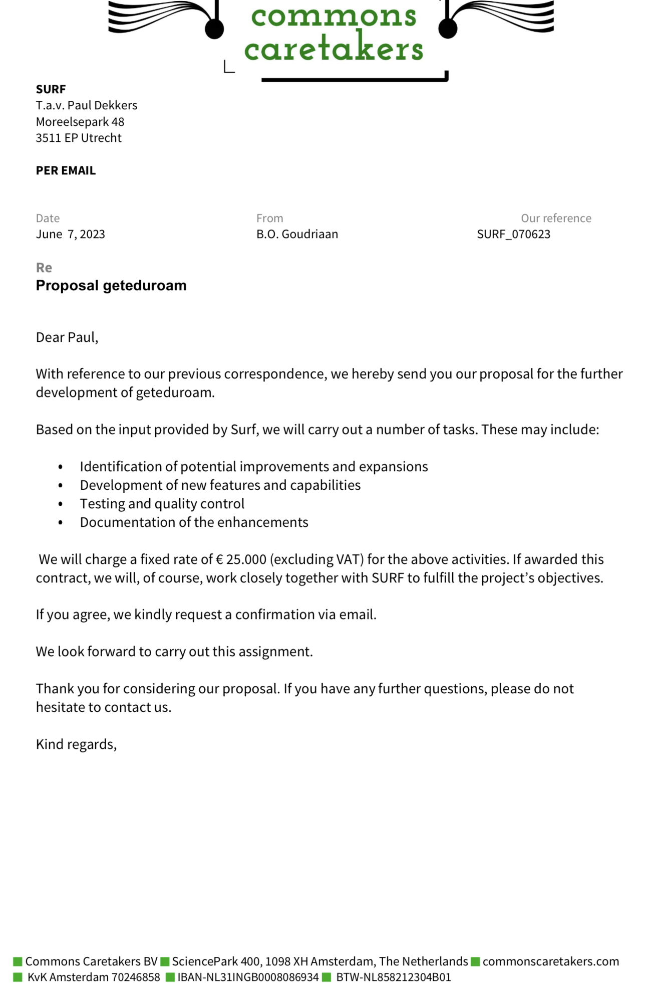 commons
caretakers
SURF
T.a.v. Paul Dekkers
Moreelsepark 48
3511 EP Utrecht
PER EMAIL
Date From Our reference
June 7, 2023 B.O. Goudriaan SURF_070623
Re
Proposal geteduroam
Dear Paul,
With reference to our previous correspondence, we hereby send you our proposal for the further
development of geteduroam.
Based on the input provided by Surf, we will carry out a number of tasks. These may include:
• Identification of potential improvements and expansions
• Development of new features and capabilities
• Testing and quality control
• Documentation of the enhancements
We will charge a fixed rate of € 25.000 (excluding VAT) for the above activities. If awarded this
contract, we will, of course, work closely together with SURF to fulfill the project’s objectives.
If you agree, we kindly request a confirmation via email.
We look forward to carry out this assignment.
Thank you for considering our proposal. If you have any further questions, please do not
hesitate to contact us.
Kind regards,
Commons Caretakers BV SciencePark 400, 1098 XH Amsterdam, The Netherlands commonscaretakers.com
KvK Amsterdam 70246858 IBAN-NL31INGB0008086934 BTW-NL858212304B01